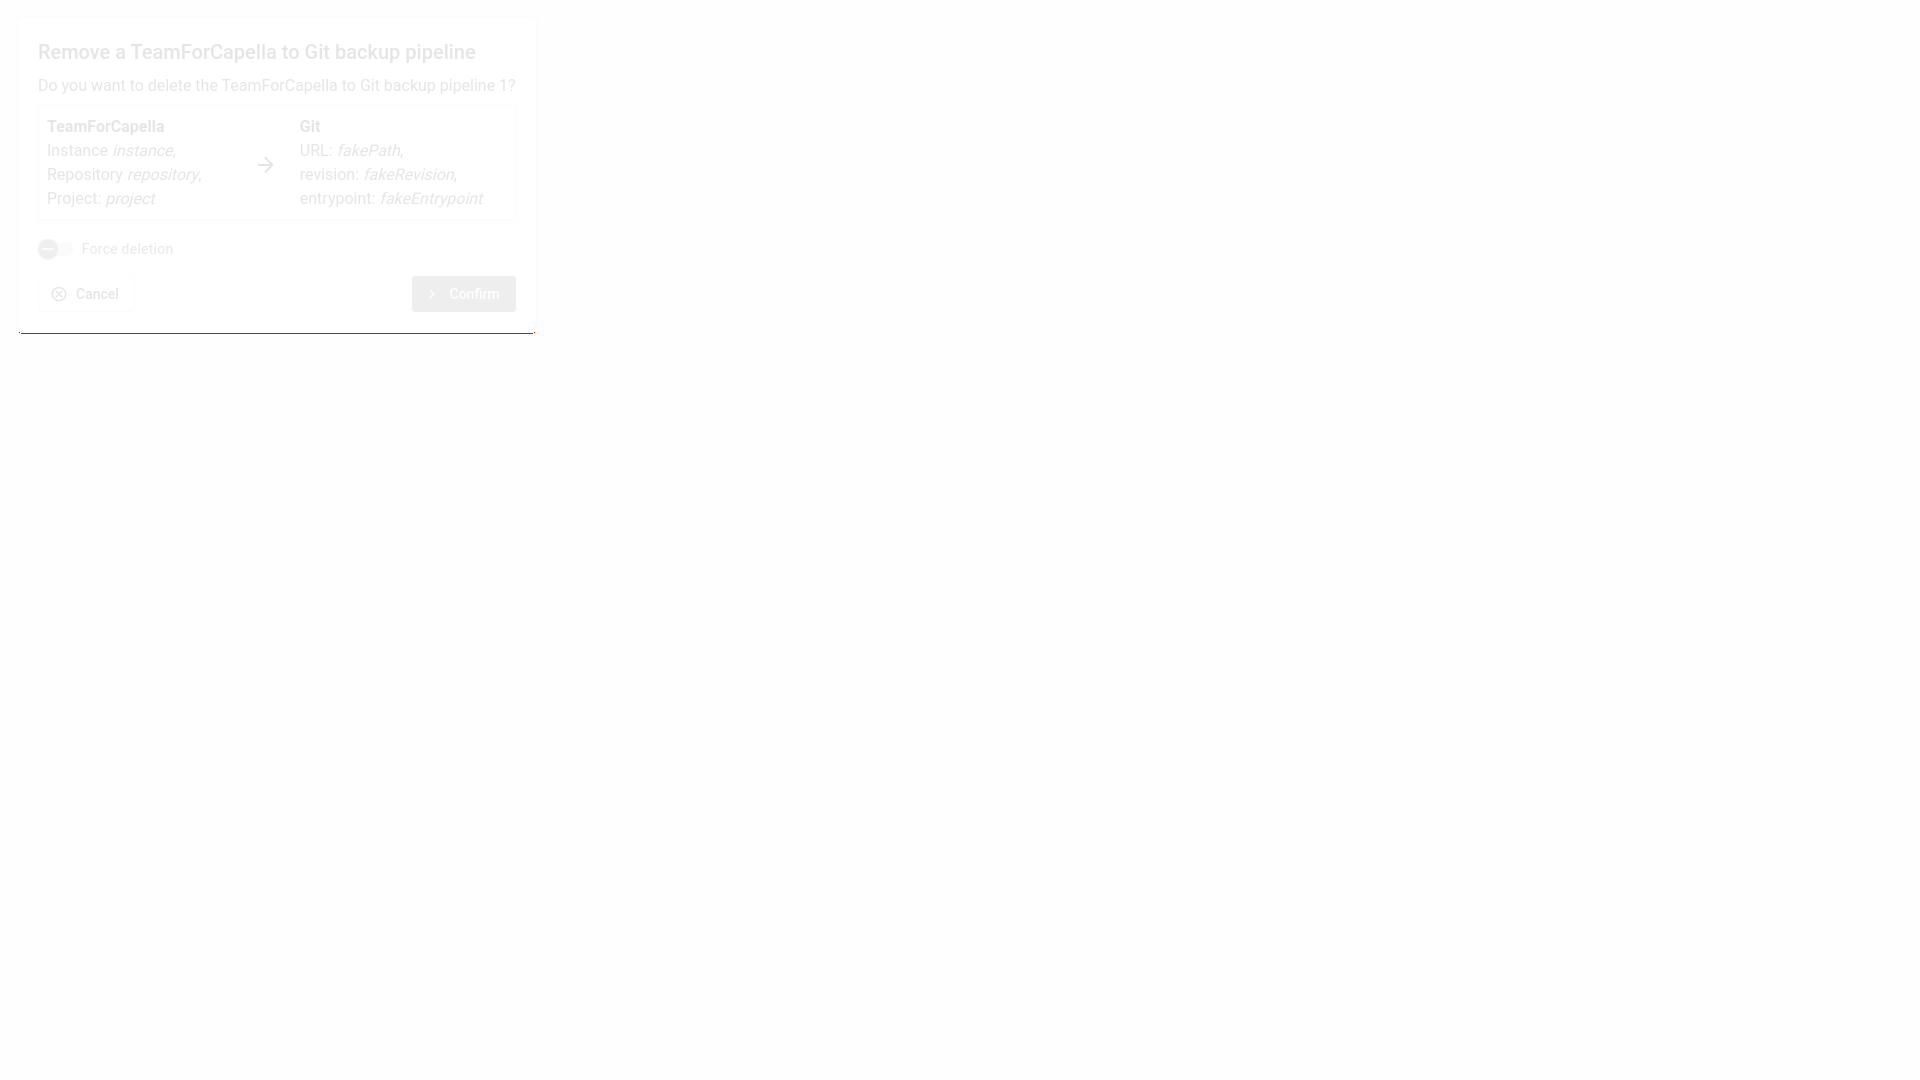 Remove a TeamForCapella to Git backup pipeline
Do you want to delete the TeamForCapella to Git backup pipeline 1?
TeamForCapella
Instance instance,
Repository repository,
Project: project
Git
URL: fakePath,
revision: fakeRevision,
entrypoint: fakeEntrypoint
Force deletion
Cancel
Confirm